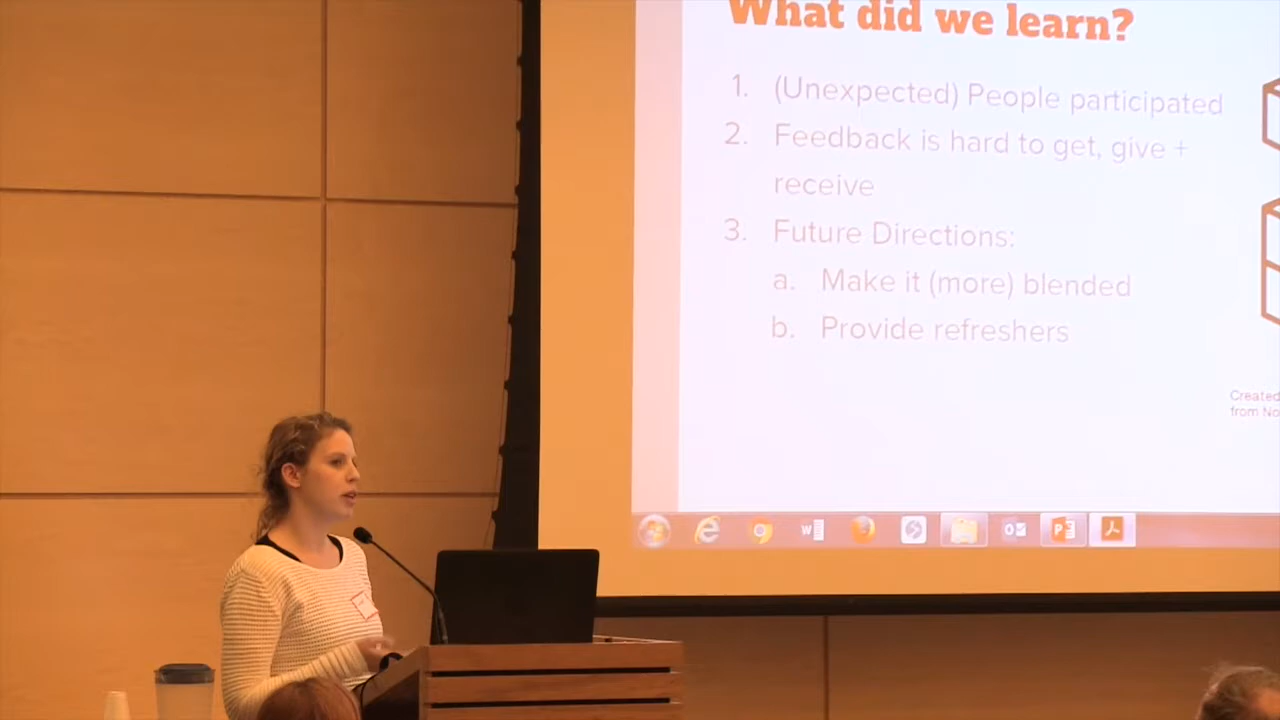 What did we learn?
1. (Unexpected) People participated
2. Feedback is hard to get, give +
receive
3. Future Directions:
a. Make it (more) blended
b. Provide refreshers
Created
from No